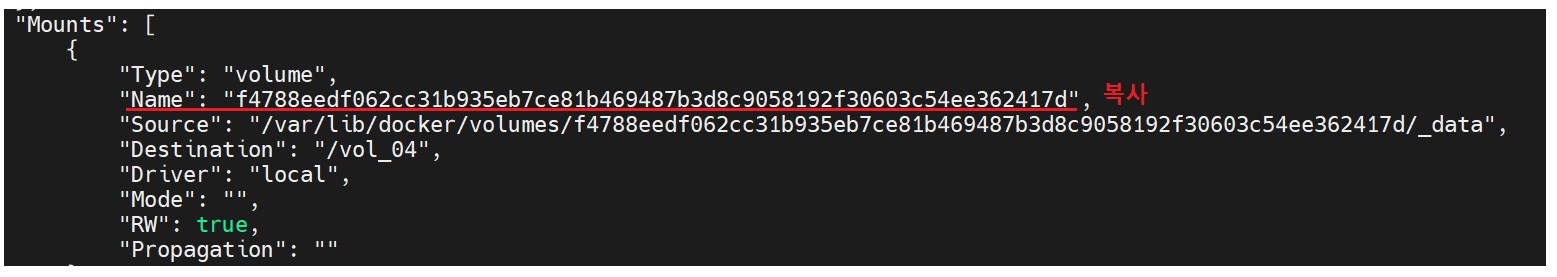 "Mounts": [
{
"Type": "volume",
"Name": "f4788eedf062cc31b935eb7ce81b469487b3d8c9058192f30603c54ee362417d", 복사
"Source": "/var/lib/docker/volumes/f4788eedf062cc31b935eb7ce81b469487b3d8c9058192f30603c54ee362417d/_data",
"Destination": "/vol_04",
"Driver": "local",
"Mode": "",
"RW": true,
"Propagation": ""